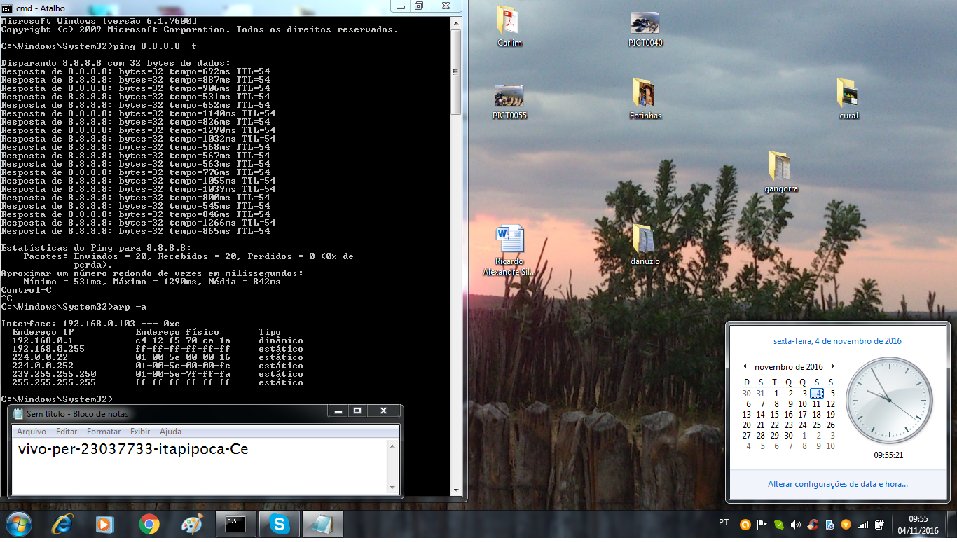 cmd - Atalho
Microsoft Windows [versão 6.1.7600]
Copyright (c) 2009 Microsoft Corporation. Todos os direitos reservados.
C:\Windows\System32>ping 8.8.8.8 -t
Disparando 8.8.8.8 com 32 bytes de dados:
Resposta de 8.8.8.8: bytes=32 tempo=672ms TTL=54
Resposta de 8.8.8.8: bytes=32 tempo=887ms TTL=54
Resposta de 8.8.8.8: bytes=32 tempo=906ms TTL=54
Resposta de 8.8.8.8: bytes=32 tempo=531ms TTL=54
Resposta de 8.8.8.8: bytes=32 tempo=652ms TTL=54
Resposta de 8.8.8.8: bytes=32 tempo=1140ms TTL=54
Resposta de 8.8.8.8: bytes=32 tempo=826ms TTL=54
Resposta de 8.8.8.8: bytes=32 tempo=1290ms TTL=54
Resposta de 8.8.8.8: bytes=32 tempo=1032ms TTL=54
Resposta de 8.8.8.8: bytes=32 tempo=568ms TTL=54
Resposta de 8.8.8.8: bytes=32 tempo=567ms TTL=54
Resposta de 8.8.8.8: bytes=32 tempo=563ms TTL=54
Resposta de 8.8.8.8: bytes=32 tempo=776ms TTL=54
Resposta de 8.8.8.8: bytes=32 tempo=1055ms TTL=54
Resposta de 8.8.8.8: bytes=32 tempo=1039ms TTL=54
Resposta de 8.8.8.8: bytes=32 tempo=800ms TTL=54
Resposta de 8.8.8.8: bytes=32 tempo=545ms TTL=54
Resposta de 8.8.8.8: bytes=32 tempo=846ms TTL=54
Resposta de 8.8.8.8: bytes=32 tempo=1266ms TTL=54
Resposta de 8.8.8.8: bytes=32 tempo=865ms TTL=54
Estatísticas do Ping para 8.8.8.8:
Pacotes: Enviados = 20, Recebidos = 20, Perdidos = 0 (0% de
perda),
Aproximar um número redondo de vezes em milissegundos:
Mínimo = 531ms, Máximo = 1290ms, Média = 842ms
Control-C
^C
C:\Windows\System32>arp -a
Interface: 192.168.0.103 --- 0xc
Endereço IP Endereço físico Tipo
192.168.0.1 c4-12-f5-70-ca-1a dinâmico
192.168.0.255 ff-ff-ff-ff-ff-ff estático
224.0.0.22 01-00-5e-00-00-16 estático
224.0.0.252 01-00-5e-00-00-fc estático
239.255.255.250 01-00-5e-7f-ff-fa estático
255.255.255.255 ff-ff-ff-ff-ff-ff estático
C:\Windows\System32>
Sem título - Bloco de notas
Arquivo Editar Formatar Exibir Ajuda
vivo-per-23037733-itapipoca-Ce
PICT0040
PICT0055
Fotinhas
cural
gangorra
Ricardo
Alexandre Sil...
danuzio
sexta-feira, 4 de novembro de 2016
novembro de 2016
D S T Q Q S S
30 31 1 2 3 4 5
6 7 8 9 10 11 12
13 14 15 16 17 18 19
20 21 22 23 24 25 26
27 28 29 30 1 2 3
4 5 6 7 8 9 10
09:55:21
Alterar configurações de data e hora...
PT
09:55
04/11/2016